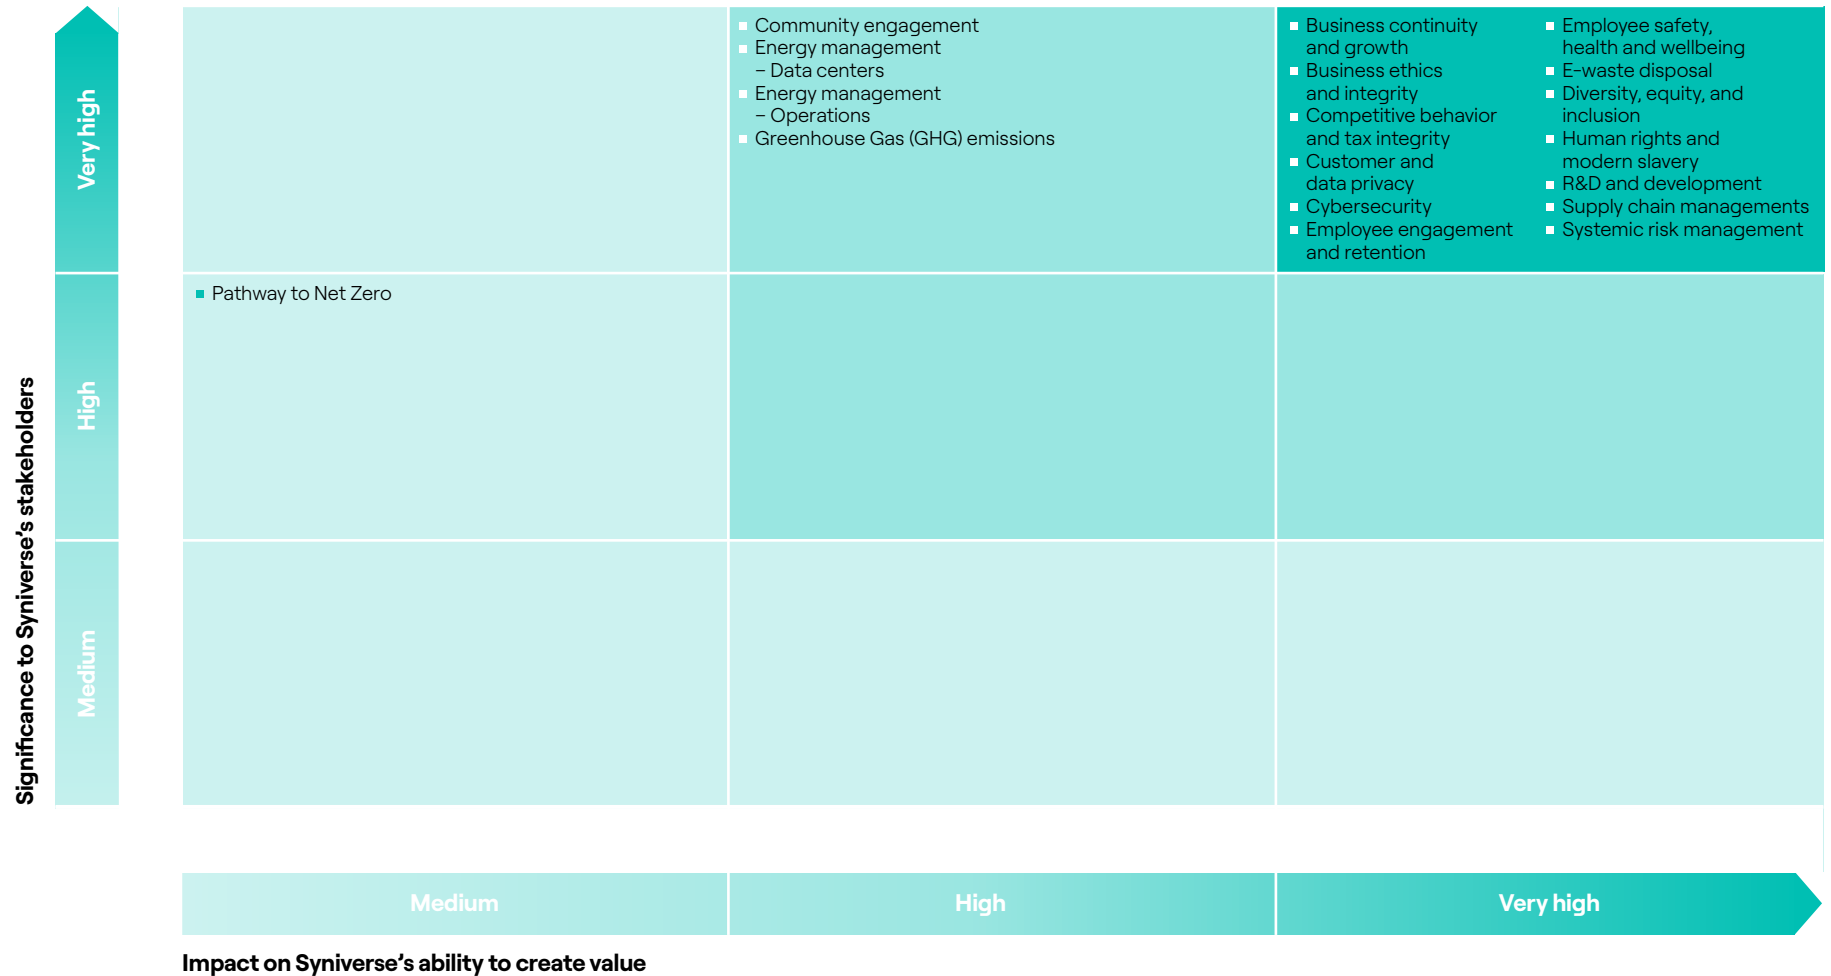 Significance to Syniverse's stakeholders
Very high
High
Medium
Community engagement
Energy management
– Data centers
Energy management
– Operations
Greenhouse Gas (GHG) emissions
Business continuity
and growth
Business ethics
and integrity
Competitive behavior
and tax integrity
Customer and
data privacy
Cybersecurity
Employee engagement
and retention
Employee safety,
health and wellbeing
E-waste disposal
Diversity, equity, and
inclusion
Human rights and
modern slavery
R&D and development
Supply chain managements
Systemic risk management
Pathway to Net Zero
Medium
High
Very high
Impact on Syniverse's ability to create value